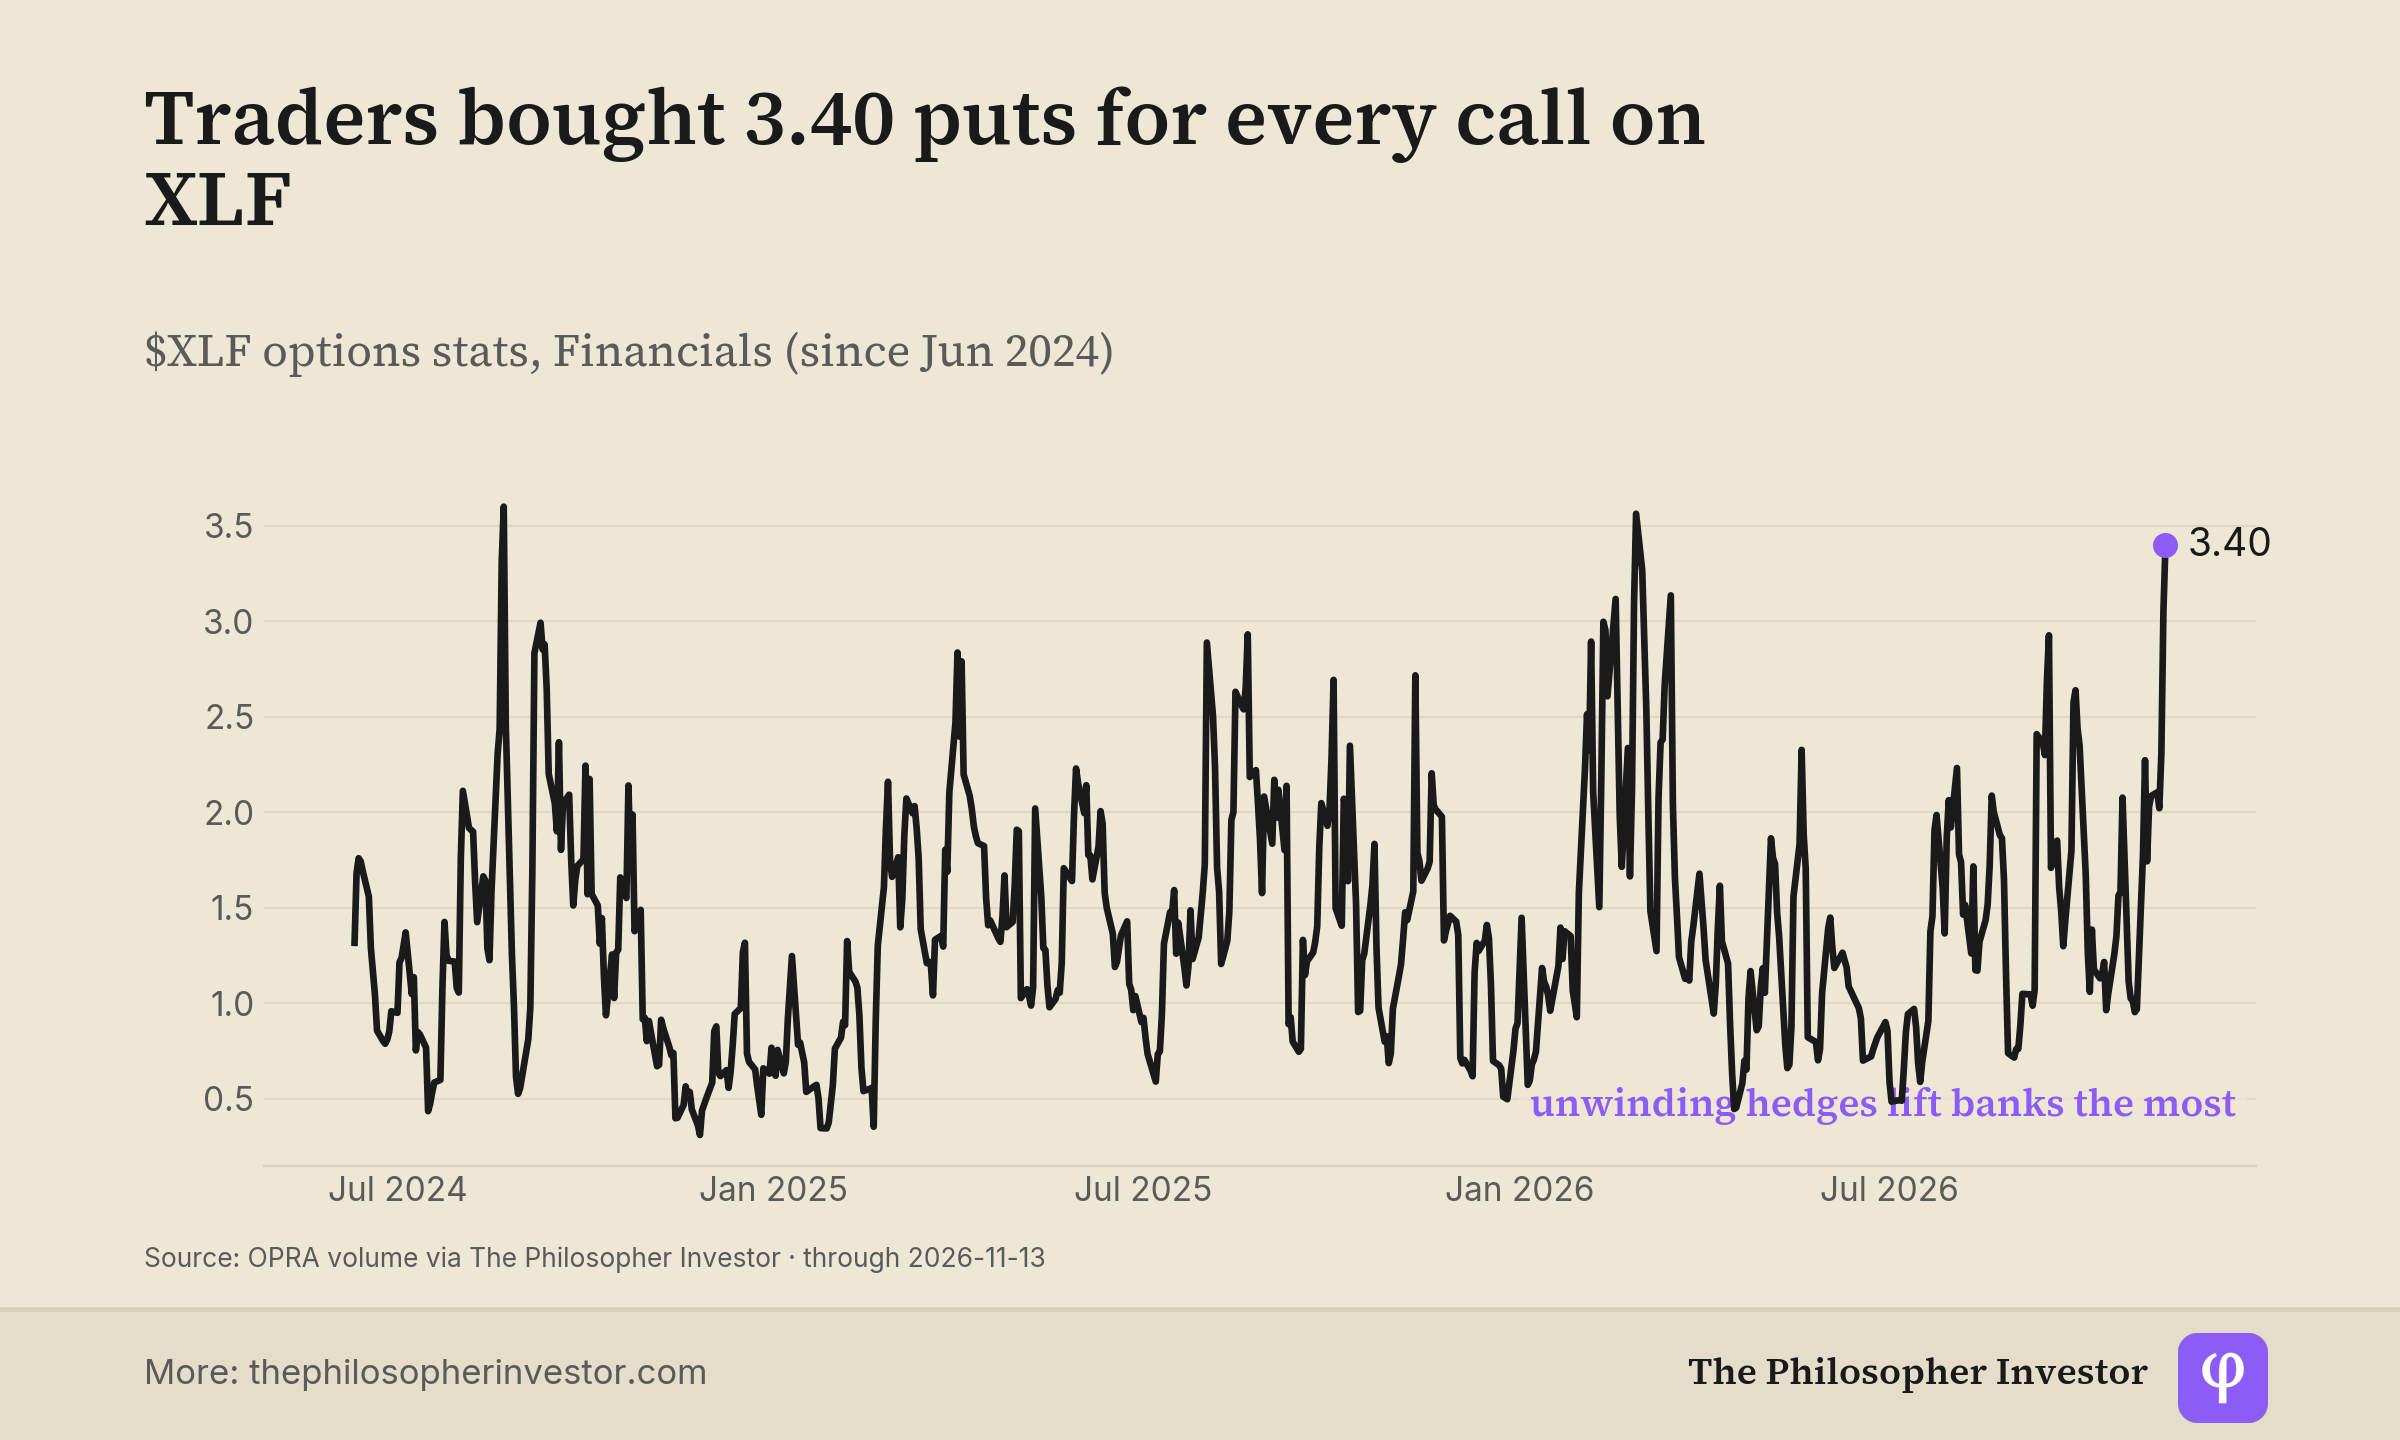 Traders bought 3.40 puts for every call on
XLF
$XLF options stats, Financials (since Jun 2024)
3.5
3.0
2.5
2.0
1.5
1.0
0.5
3.40
unwinding hedges lift banks the most
Jul 2024
Jan 2025
Jul 2025
Jan 2026
Jul 2026
Source: OPRA volume via The Philosopher Investor · through 2026-11-13
More: thephilosopherinvestor.com
The Philosopher Investor
φ